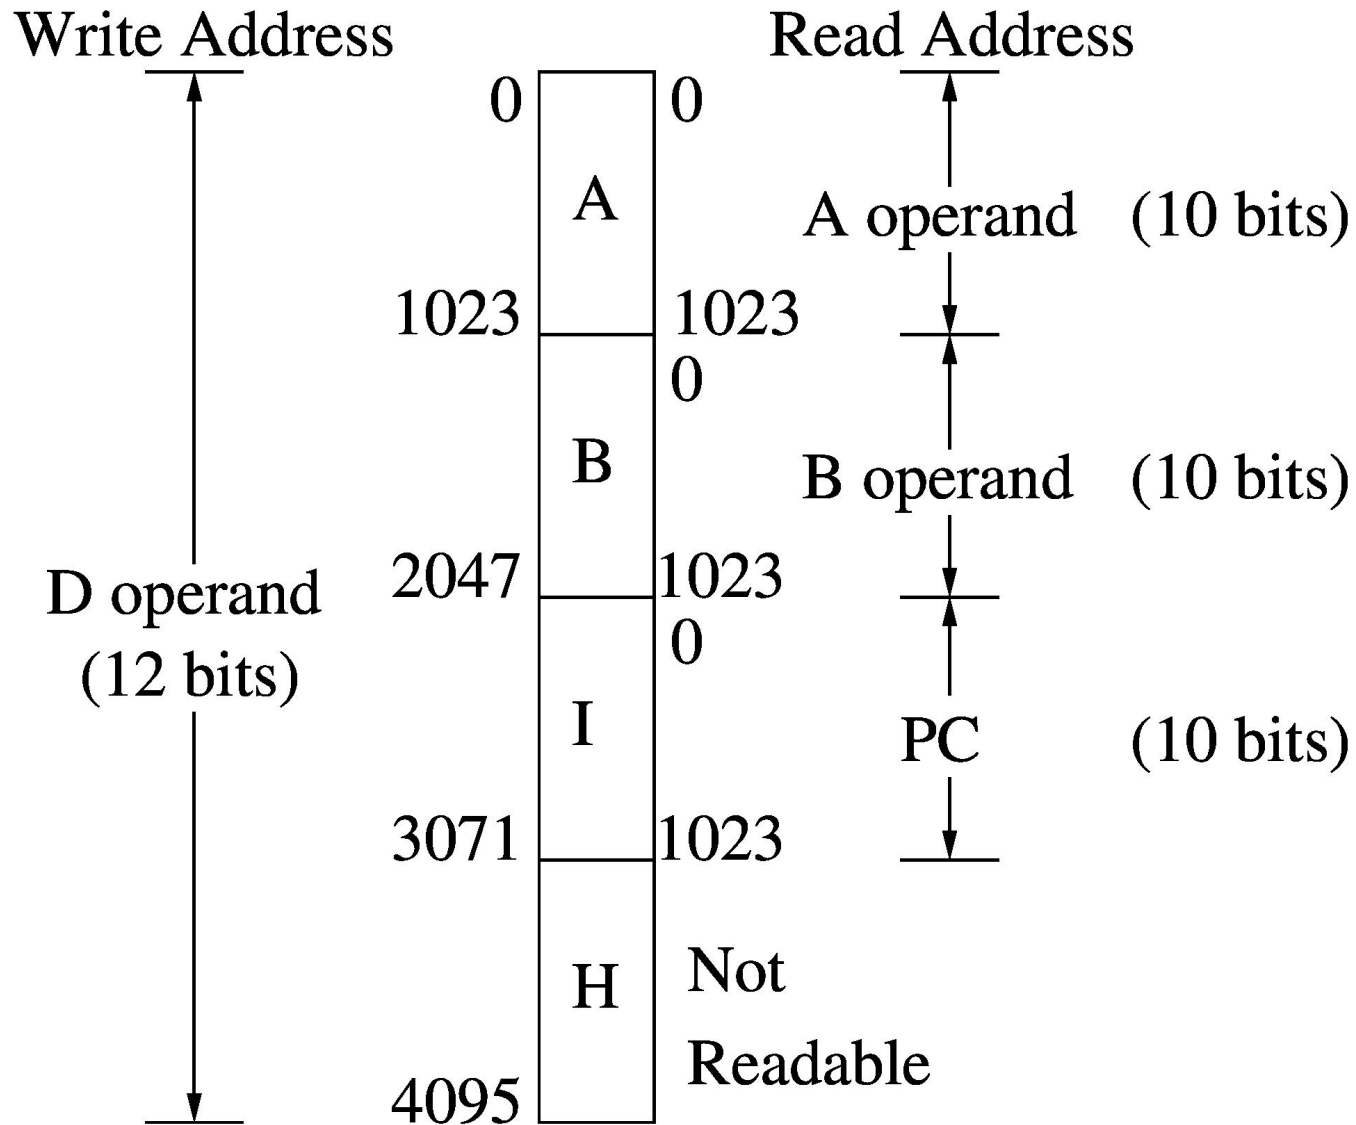 Write Address
Read Address
0
0
A
A operand (10 bits)
1023
1023
0
B
B operand (10 bits)
2047
1023
D operand
(12 bits)
0
I
PC (10 bits)
3071
1023
H
Not
Readable
4095